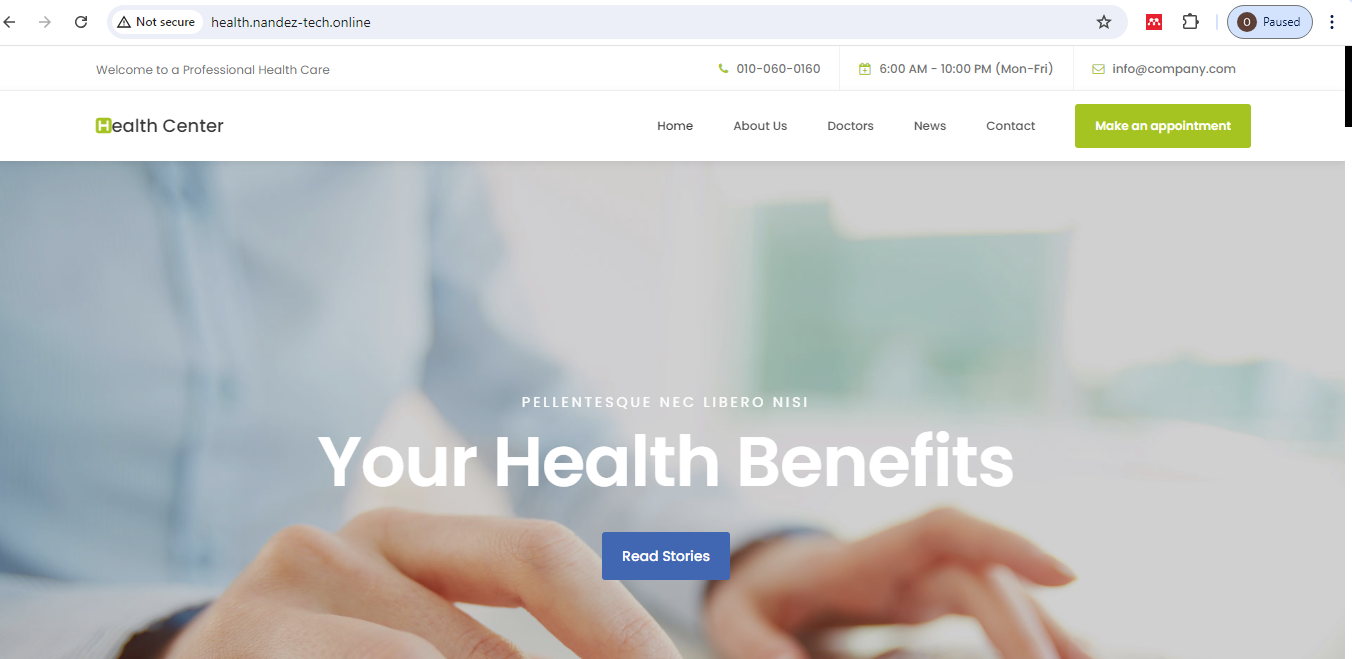 Not secure
health.nandez-tech.online
O
Paused
Welcome to a Professional Health Care
010-060-0160
6:00 AM - 10:00 PM (Mon-Fri)
info@company.com
Health Center
Home
About Us
Doctors
News
Contact
Make an appointment
PELLENTESQUE NEC LIBERO NISI
Your Health Benefits
Read Stories